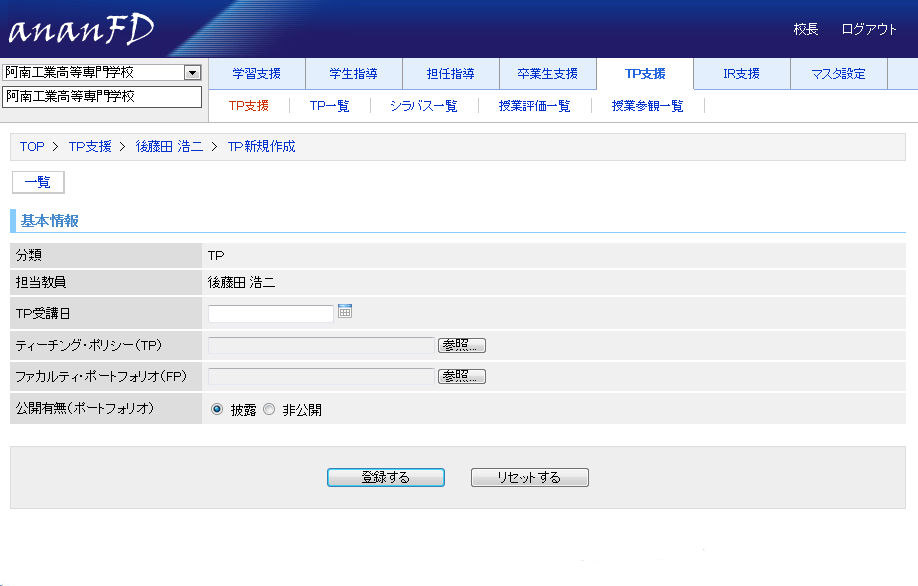 ananFD
校長 ログアウト
阿南工業高等専門学校
阿南工業高等専門学校
学習支援 学生指導 担任指導 卒業生支援 TP支援 IR支援 マスタ設定
TP支援 TP一覧 シラバス一覧 授業評価一覧 授業参観一覧
TOP > TP支援 > 後藤田 浩二 > TP新規作成
一覧
基本情報
分類 TP
担当教員 後藤田 浩二
TP受講日
ティーチング・ポリシー(TP) 参照...
ファカルティ・ポートフォリオ(FP) 参照...
公開有無(ポートフォリオ) 披露 非公開
登録する リセットする